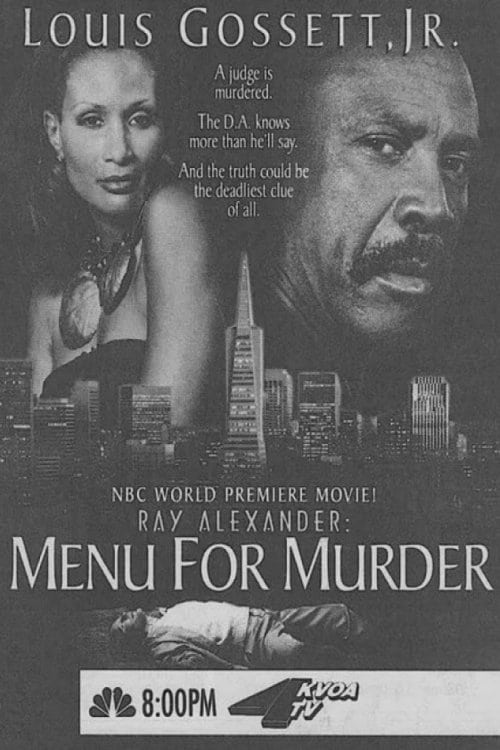 LOUIS GOSSETT, JR.
A judge is
murdered.
The D.A. knows
more than he'll say.
And the truth could be
the deadliest clue
of all.
NBC WORLD PREMIERE MOVIE!
RAY ALEXANDER:
MENU FOR MURDER
8:00PM
4 KVOA
TV